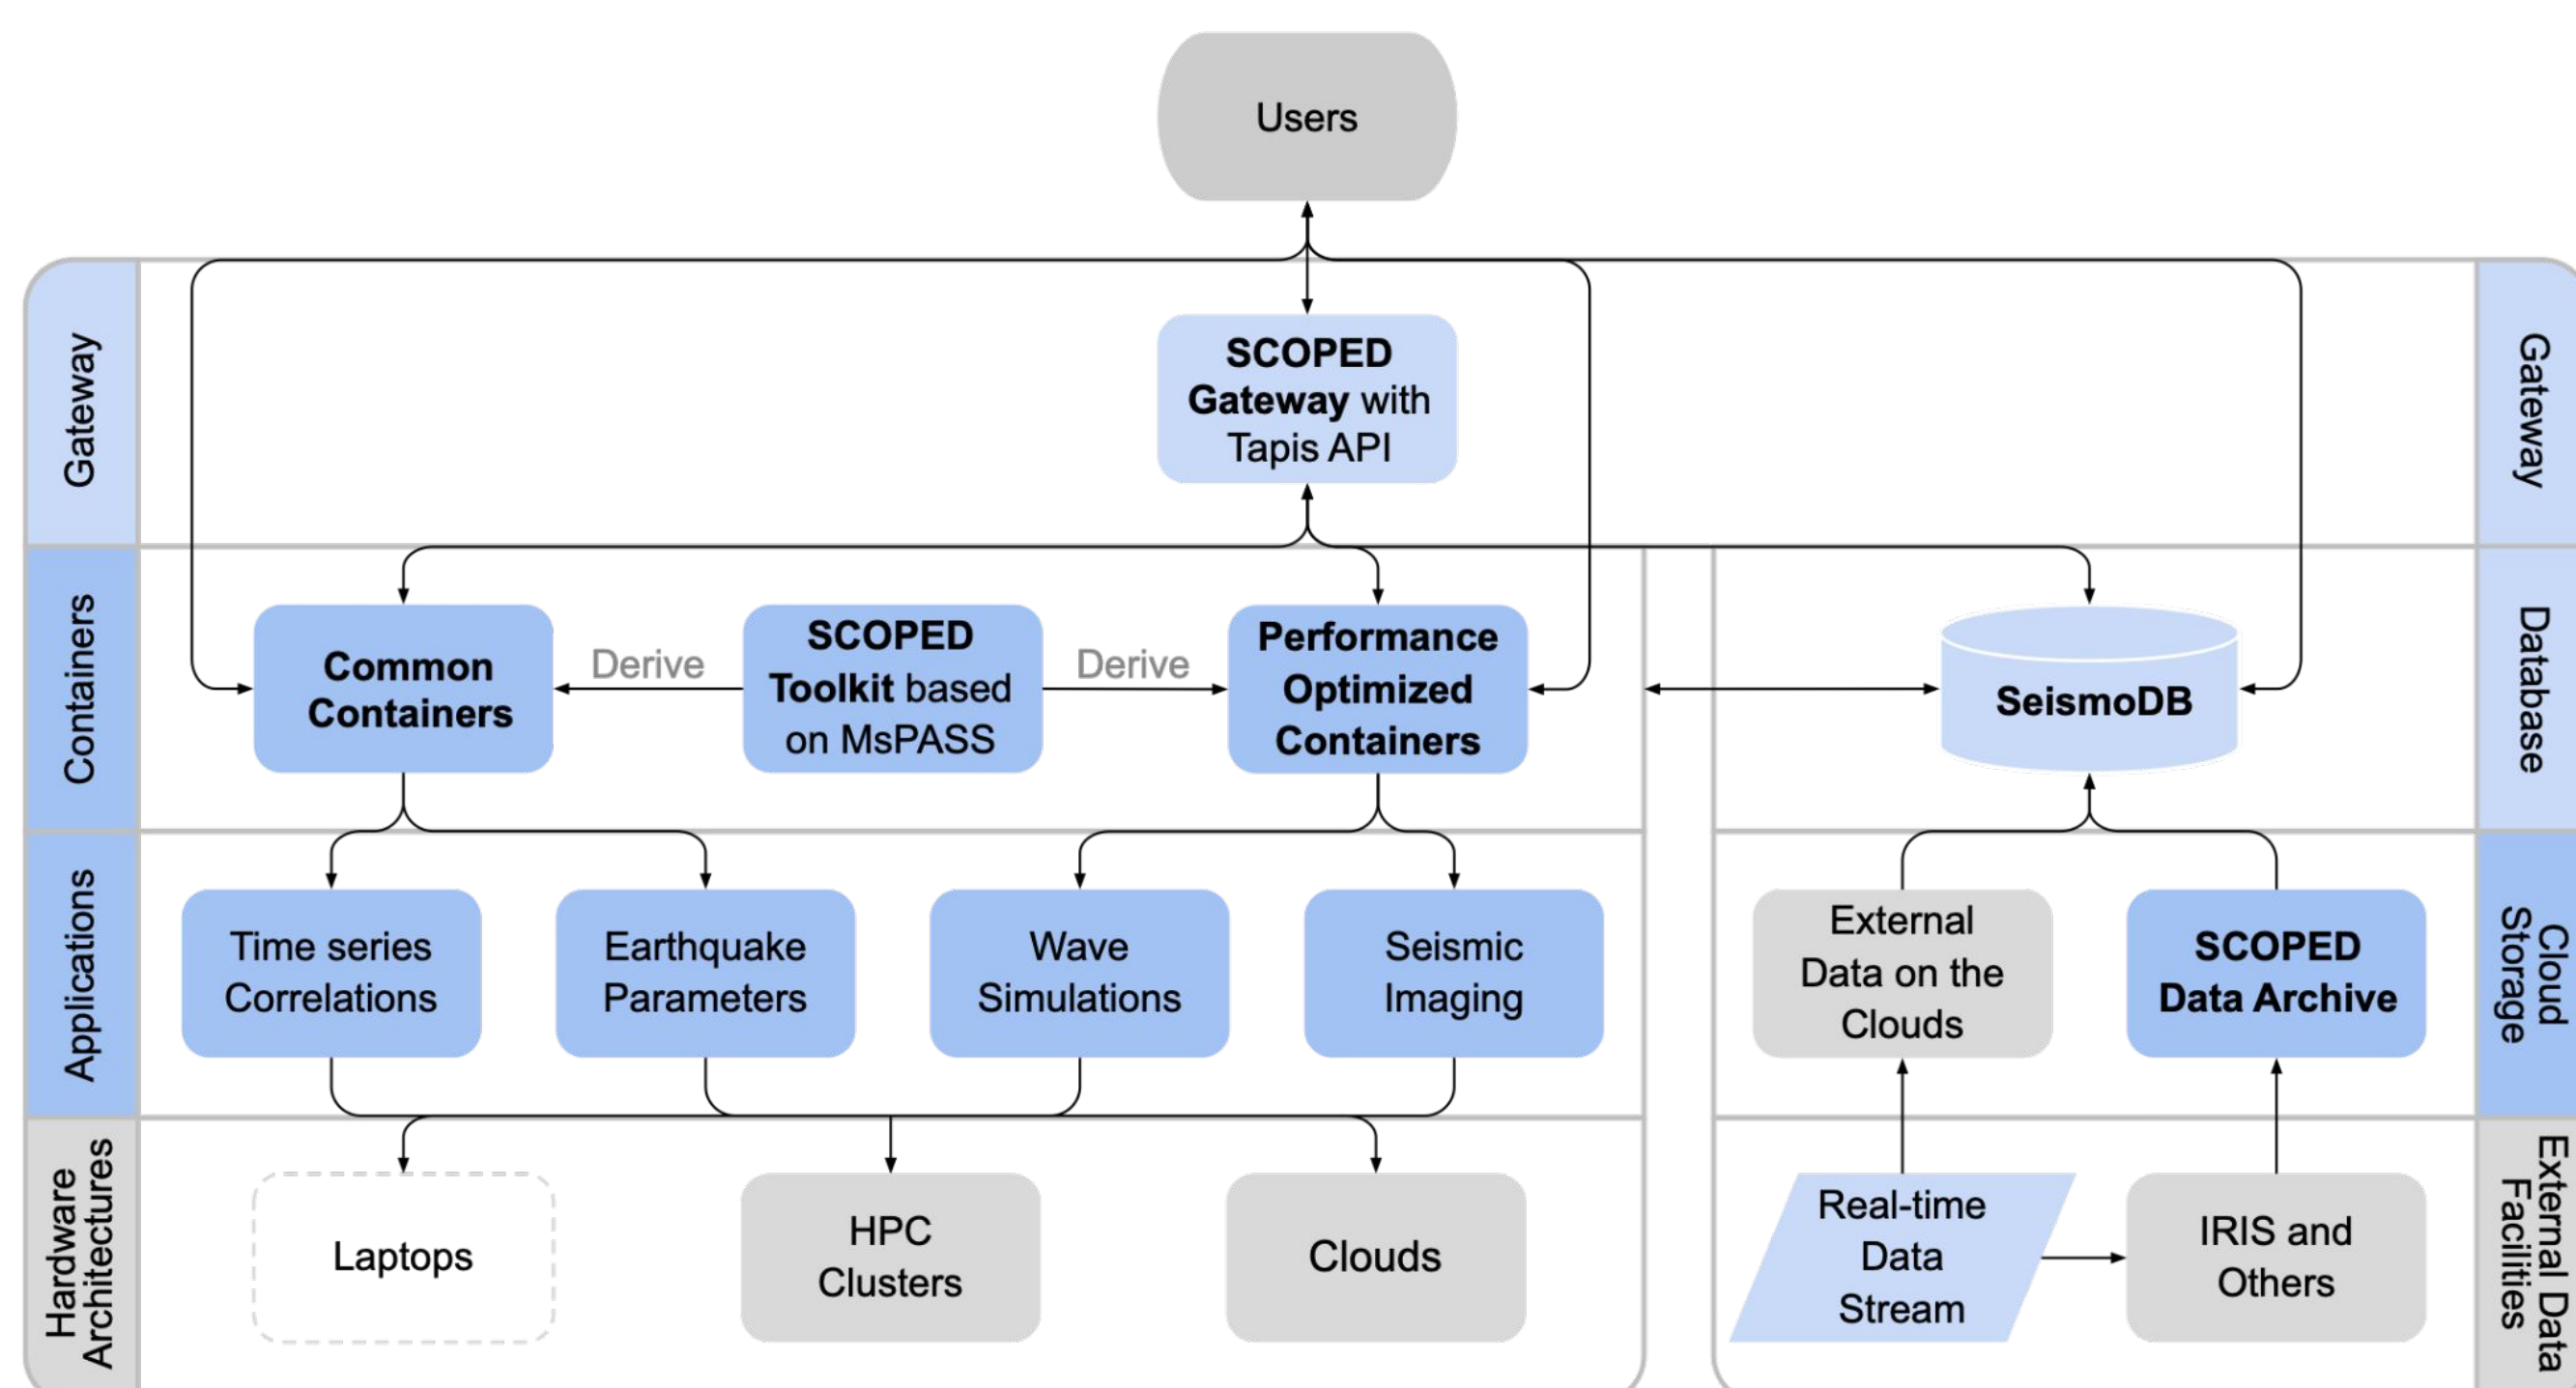 Users
Gateway
SCOPED
Gateway with
Tapis API
Gateway
Containers
Common
Containers
Derive
SCOPED
Toolkit based
on MsPASS
Derive
Performance
Optimized
Containers
SeismoDB
Database
Applications
Time series
Correlations
Earthquake
Parameters
Wave
Simulations
Seismic
Imaging
External
Data on the
Clouds
SCOPED
Data Archive
Cloud
Storage
Hardware
Architectures
Laptops
HPC
Clusters
Clouds
Real-time
Data
Stream
IRIS and
Others
External Data
Facilities